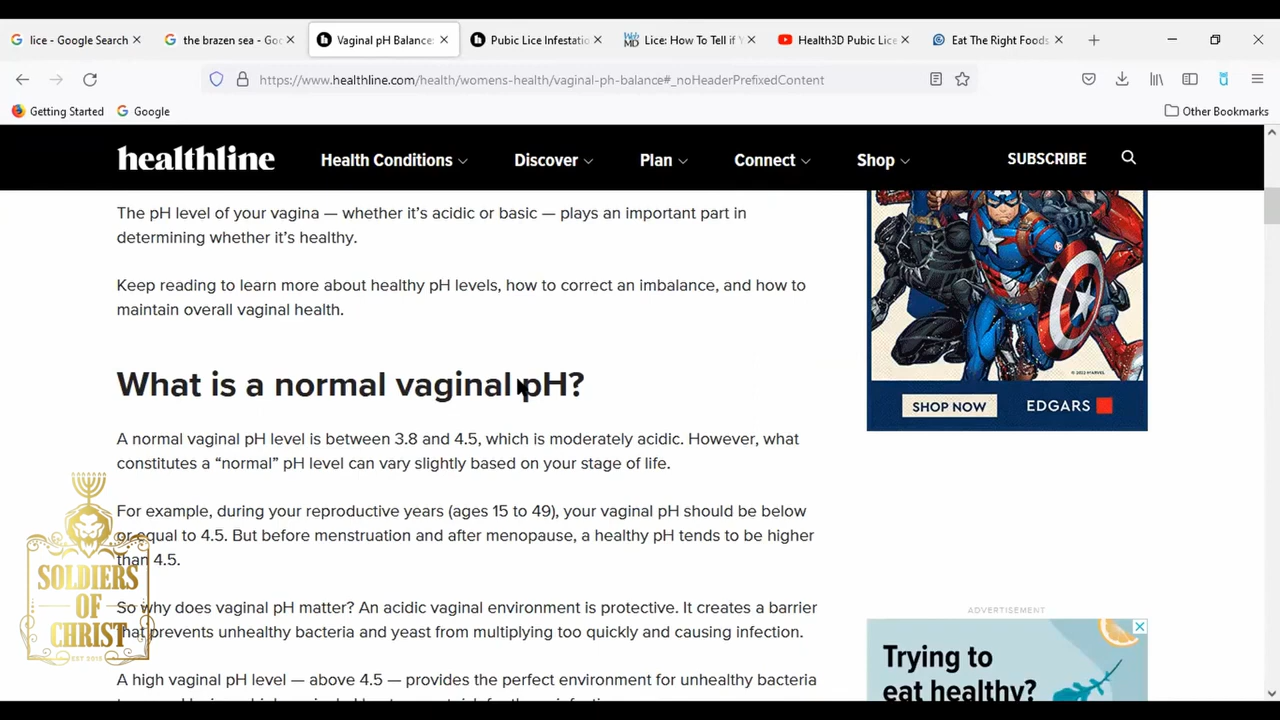 lice - Google Search
the brazen sea - Goo
Vaginal pH Balance:
Pubic Lice Infestatio
WebMD
Lice: How To Tell if Y
Health3D Pubic Lice
Eat The Right Foods
https://www.healthline.com/health/womens-health/vaginal-ph-balance#_noHeaderPrefixedContent
Getting Started
Google
Other Bookmarks
healthline
Health Conditions
Discover
Plan
Connect
Shop
SUBSCRIBE
The pH level of your vagina — whether it's acidic or basic — plays an important part in
determining whether it's healthy.
Keep reading to learn more about healthy pH levels, how to correct an imbalance, and how to
maintain overall vaginal health.
What is a normal vaginal pH?
A normal vaginal pH level is between 3.8 and 4.5, which is moderately acidic. However, what
constitutes a “normal” pH level can vary slightly based on your stage of life.
For example, during your reproductive years (ages 15 to 49), your vaginal pH should be below
or equal to 4.5. But before menstruation and after menopause, a healthy pH tends to be higher
than 4.5.
So why does vaginal pH matter? An acidic vaginal environment is protective. It creates a barrier
that prevents unhealthy bacteria and yeast from multiplying too quickly and causing infection.
A high vaginal pH level — above 4.5 — provides the perfect environment for unhealthy bacteria
SHOP NOW
EDGARS
ADVERTISEMENT
Trying to
eat healthy?
SOLDIERS
OF
CHRIST